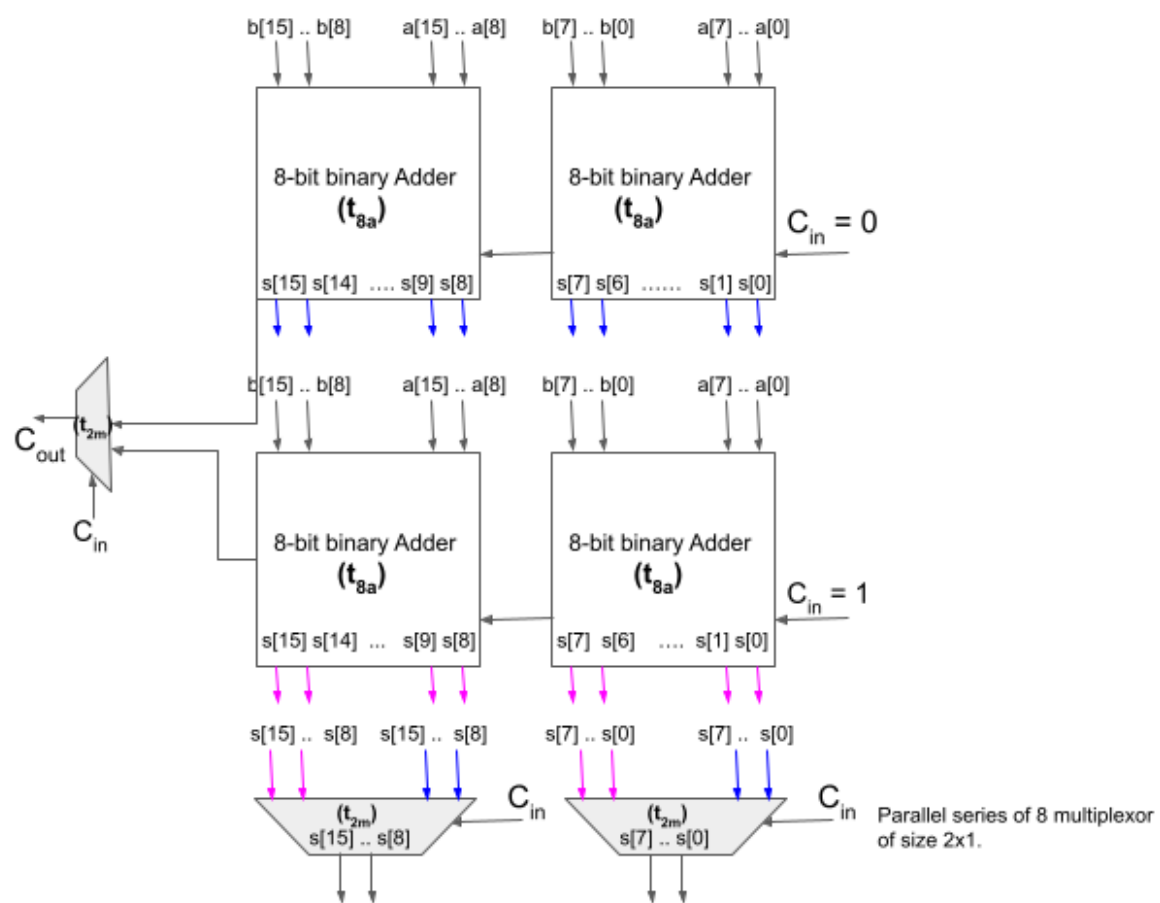 b[15] .. b[8] a[15] .. a[8] b[7] .. b[0] a[7] .. a[0]
8-bit binary Adder 8-bit binary Adder
(t8a) (t8a)
Cin = 0
s[15] s[14] .... s[9] s[8] s[7] s[6] ...... s[1] s[0]
b[15] .. b[8] a[15] .. a[8] b[7] .. b[0] a[7] .. a[0]
(t2m)
Cout
Cin
8-bit binary Adder 8-bit binary Adder
(t8a) (t8a)
Cin = 1
s[15] s[14] ... s[9] s[8] s[7] s[6] .... s[1] s[0]
s[15] .. s[8] s[15] .. s[8] s[7] .. s[0] s[7] .. s[0]
(t2m) Cin (t2m) Cin
s[15] .. s[8] s[7] .. s[0]
Parallel series of 8 multiplexor
of size 2x1.